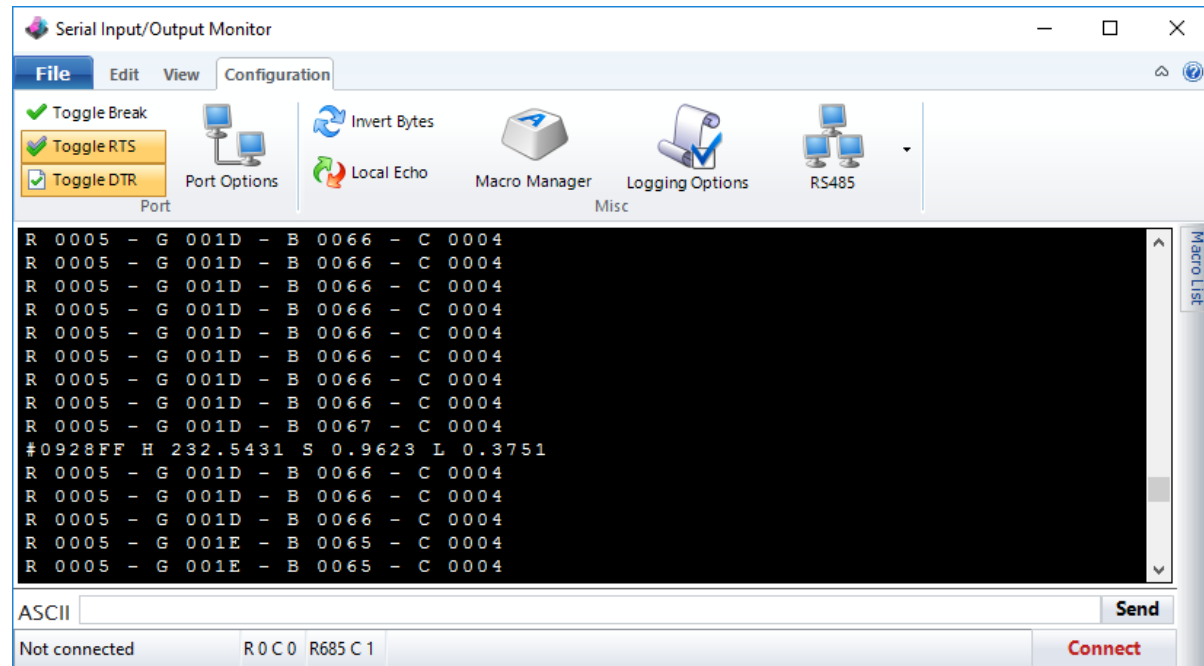 Serial Input/Output Monitor
File Edit View Configuration
Toggle Break
Toggle RTS
Toggle DTR
Port Options
Port
Invert Bytes
Local Echo
Macro Manager
Logging Options
RS485
Misc
R 0005 - G 001D - B 0066 - C 0004
R 0005 - G 001D - B 0066 - C 0004
R 0005 - G 001D - B 0066 - C 0004
R 0005 - G 001D - B 0066 - C 0004
R 0005 - G 001D - B 0066 - C 0004
R 0005 - G 001D - B 0066 - C 0004
R 0005 - G 001D - B 0066 - C 0004
R 0005 - G 001D - B 0066 - C 0004
R 0005 - G 001D - B 0067 - C 0004
#0928FF H 232.5431 S 0.9623 L 0.3751
R 0005 - G 001D - B 0066 - C 0004
R 0005 - G 001D - B 0066 - C 0004
R 0005 - G 001D - B 0066 - C 0004
R 0005 - G 001E - B 0065 - C 0004
R 0005 - G 001E - B 0065 - C 0004
Macro List
ASCII
Send
Not connected R 0 C 0 R685 C 1 Connect